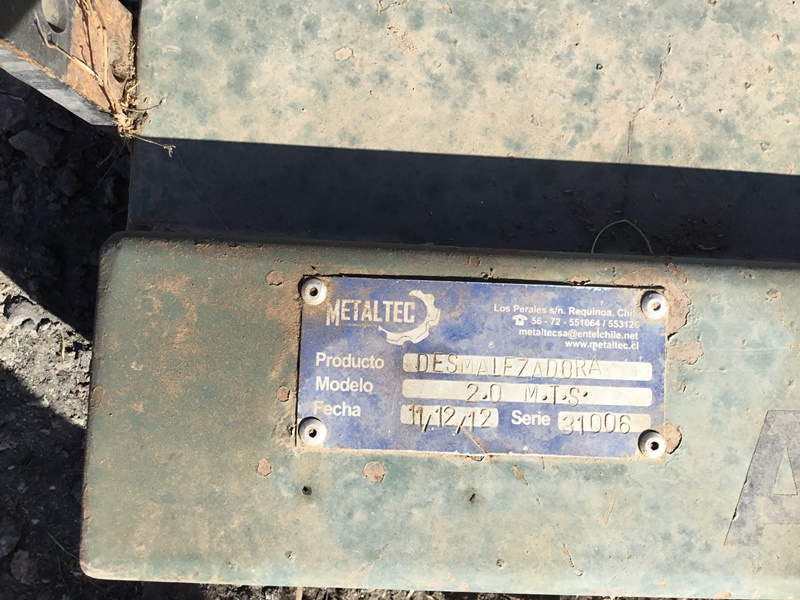 METALTEC
Los Perales s/n. Requinoa, Chile
☎ 56 - 72 - 551064 / 553126
metaltecsa@entelchile.net
www.metaltec.cl
Producto DESMALEZADORA
Modelo 2.0 M.T.S.
Fecha 11/12/12 Serie 31006
A